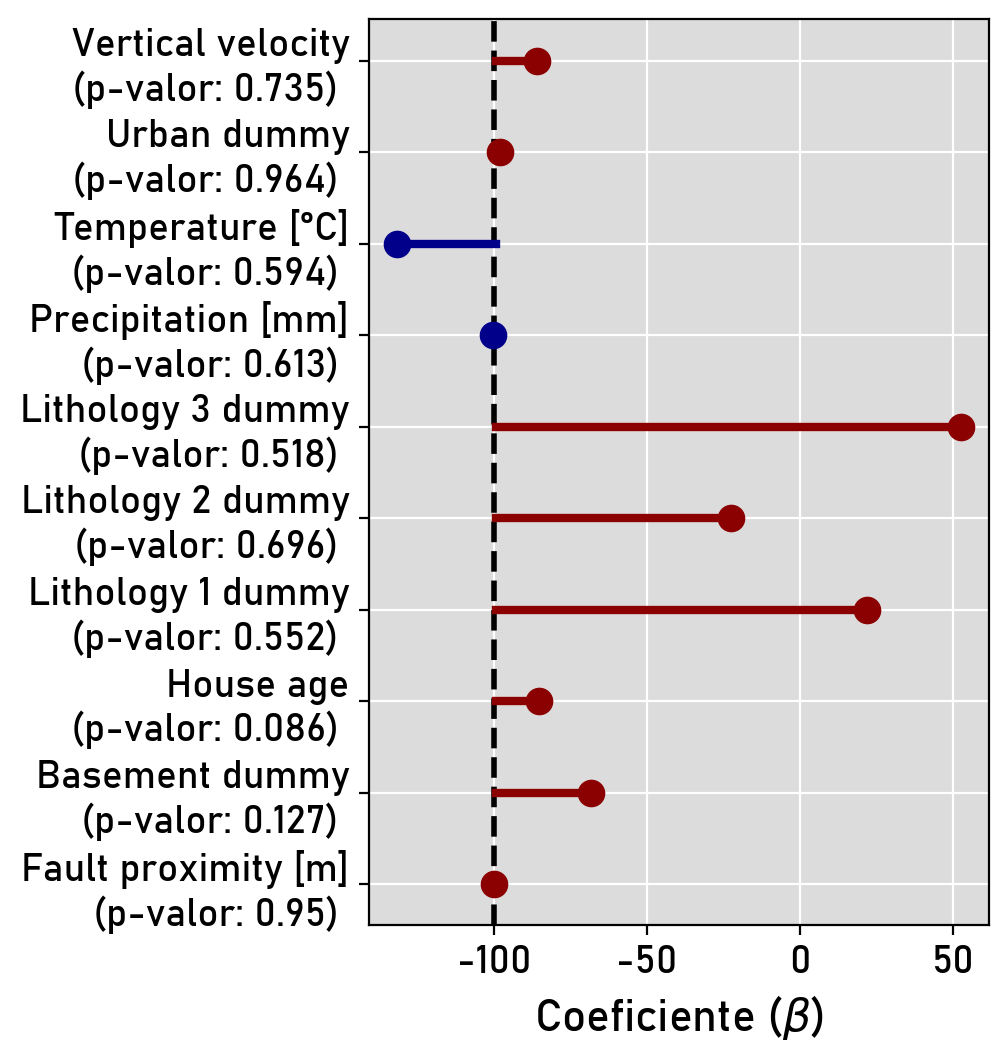 Vertical velocity
(p-valor: 0.735)
Urban dummy
(p-valor: 0.964)
Temperature [°C]
(p-valor: 0.594)
Precipitation [mm]
(p-valor: 0.613)
Lithology 3 dummy
(p-valor: 0.518)
Lithology 2 dummy
(p-valor: 0.696)
Lithology 1 dummy
(p-valor: 0.552)
House age
(p-valor: 0.086)
Basement dummy
(p-valor: 0.127)
Fault proximity [m]
(p-valor: 0.95)
-100 -50 0 50
Coeficiente (β)